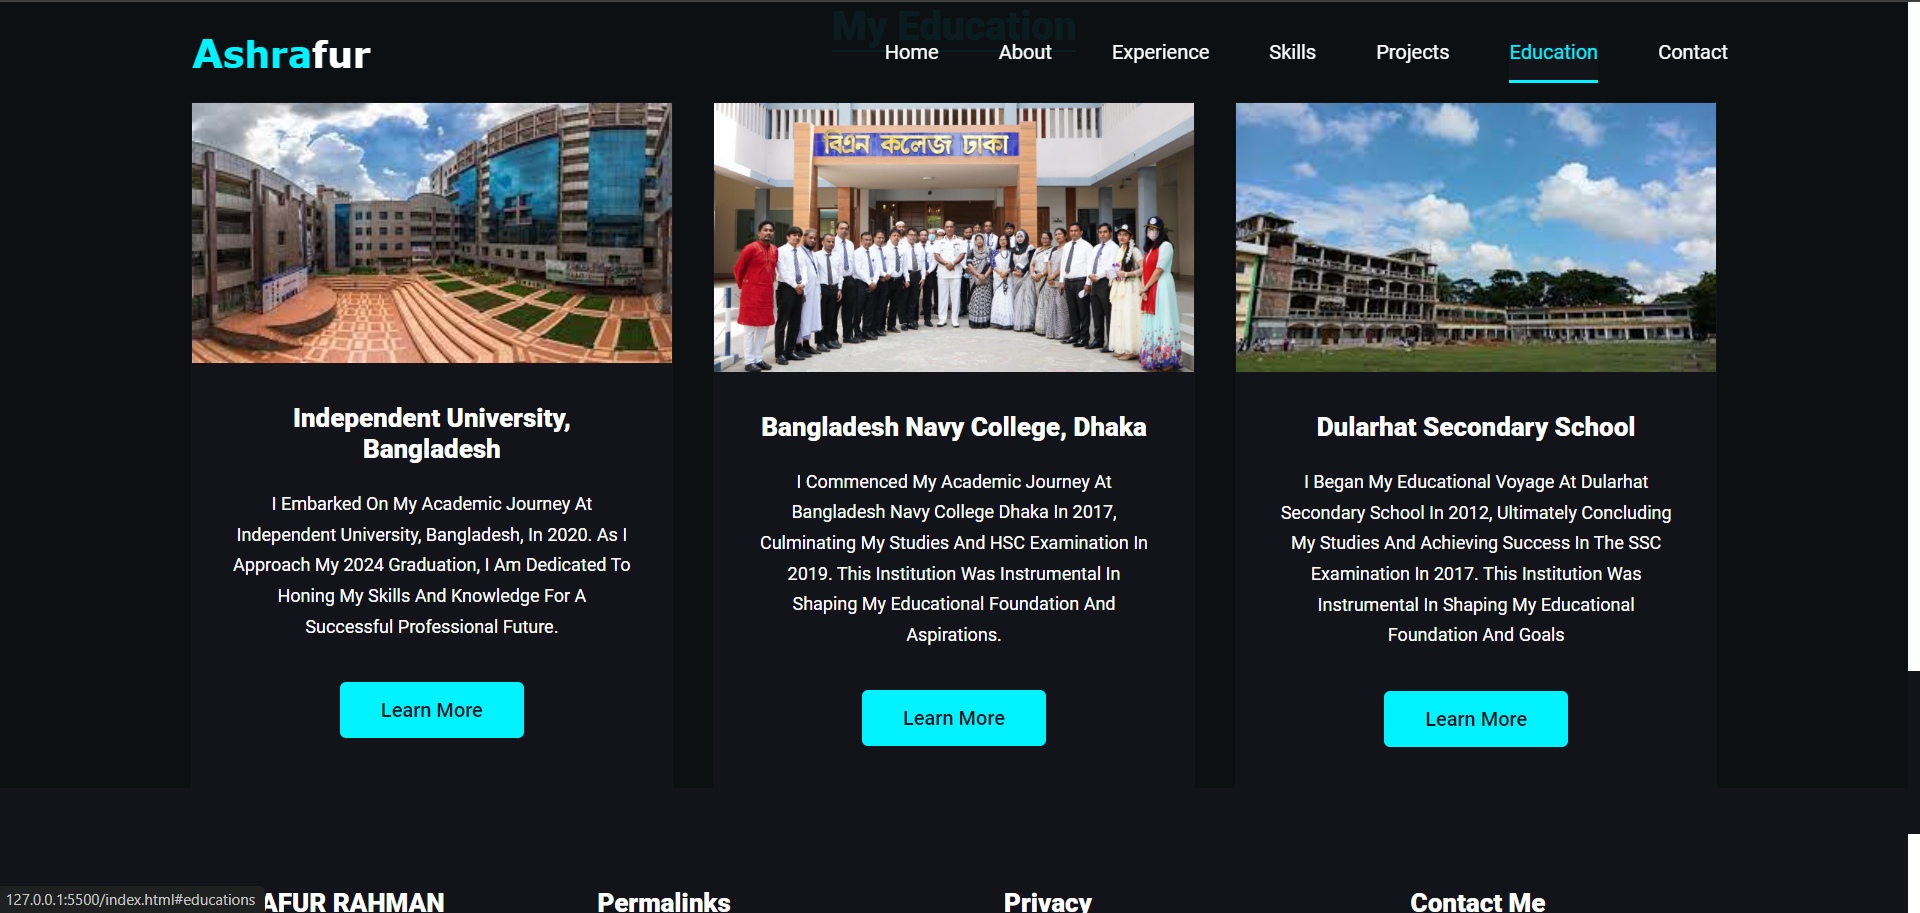 My Education
Ashrafur
Home
About
Experience
Skills
Projects
Education
Contact
বিএন কলেজ ঢাকা
Independent University,
Bangladesh
I Embarked On My Academic Journey At
Independent University, Bangladesh, In 2020. As I
Approach My 2024 Graduation, I Am Dedicated To
Honing My Skills And Knowledge For A
Successful Professional Future.
Learn More
Bangladesh Navy College, Dhaka
I Commenced My Academic Journey At
Bangladesh Navy College Dhaka In 2017,
Culminating My Studies And HSC Examination In
2019. This Institution Was Instrumental In
Shaping My Educational Foundation And
Aspirations.
Learn More
Dularhat Secondary School
I Began My Educational Voyage At Dularhat
Secondary School In 2012, Ultimately Concluding
My Studies And Achieving Success In The SSC
Examination In 2017. This Institution Was
Instrumental In Shaping My Educational
Foundation And Goals
Learn More
AFUR RAHMAN
Permalinks
Privacy
Contact Me
127.0.0.1:5500/index.html#educations